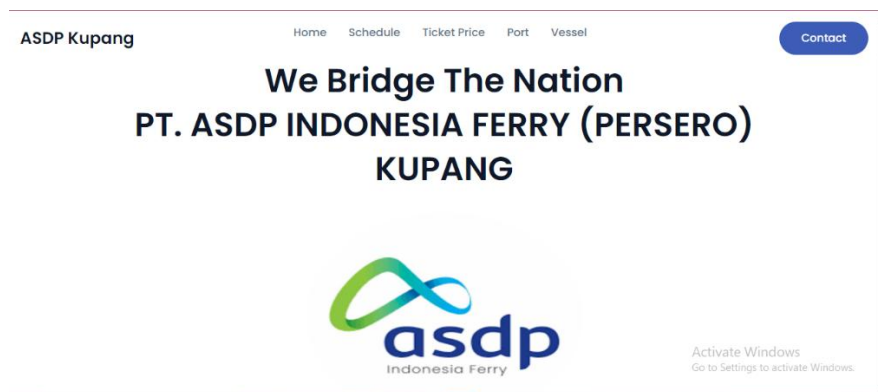 ASDP Kupang
Home Schedule Ticket Price Port Vessel
Contact
We Bridge The Nation
PT. ASDP INDONESIA FERRY (PERSERO)
KUPANG
asdp
Indonesia Ferry
Activate Windows
Go to Settings to activate Windows.